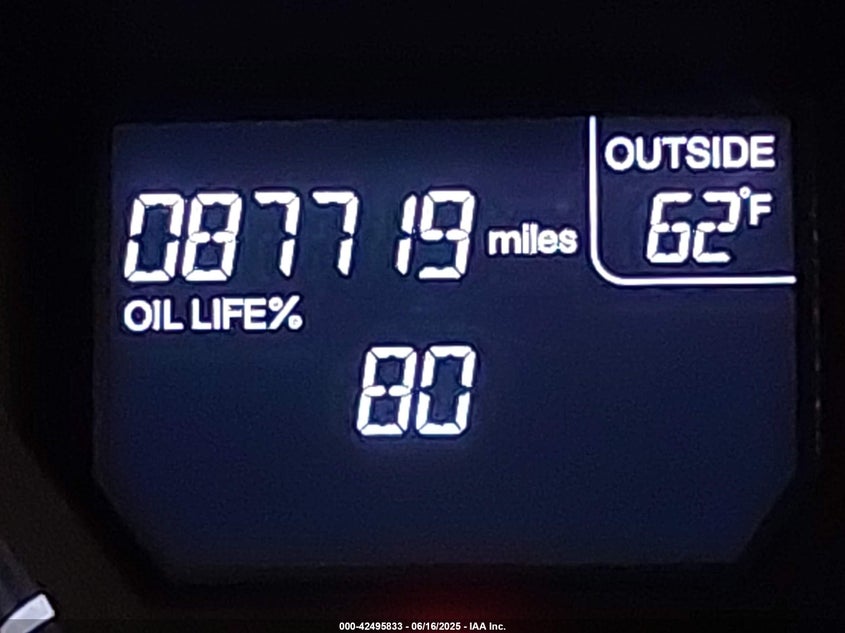 OUTSIDE
087719 miles
62°F
OIL LIFE%
80
000-42495833 - 06/16/2025 - IAA Inc.